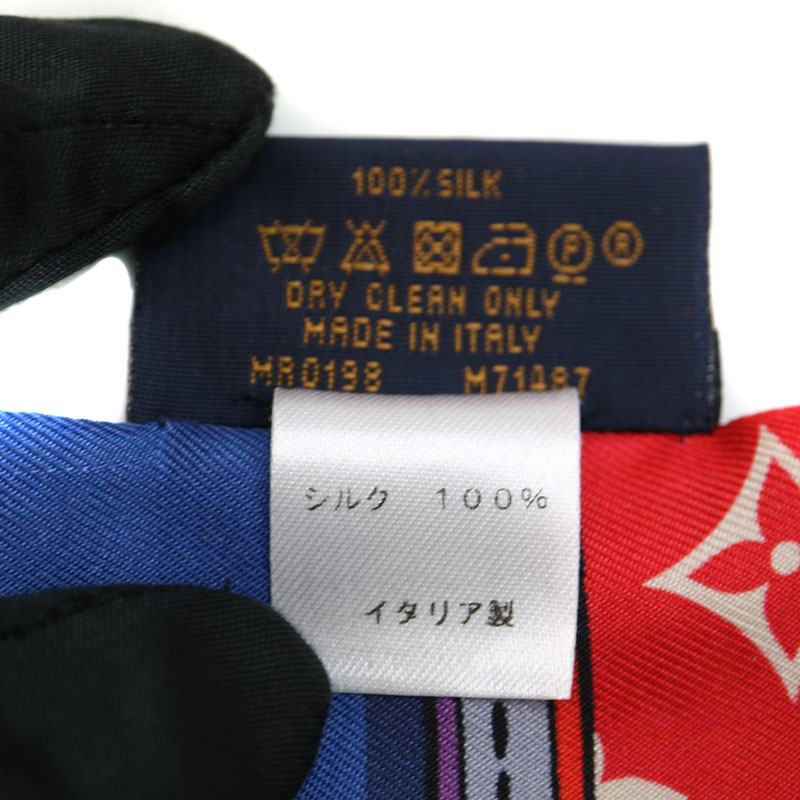 100% SILK
P R
DRY CLEAN ONLY
MADE IN ITALY
MR0198 M71487
シルク 100%
イタリア製